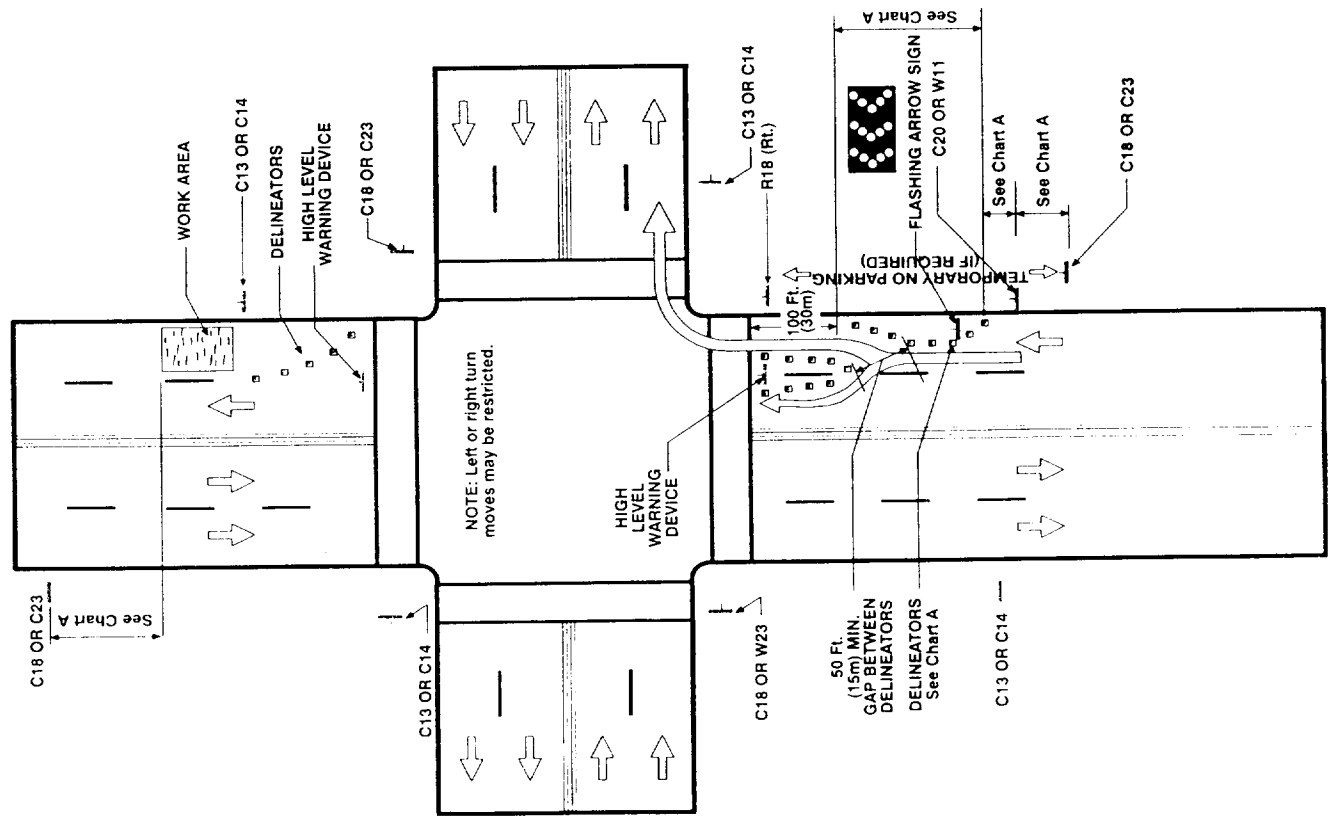 C18 OR C23
See Chart A
WORK AREA
C13 OR C14
DELINEATORS
HIGH LEVEL
WARNING DEVICE
C18 OR C23
C13 OR C14
NOTE: Left or right turn
moves may be restricted.
C13 OR C14
R18 (Rt.)
HIGH
LEVEL
WARNING
DEVICE
C18 OR W23
100 Ft.
(30m)
See Chart A
TEMPORARY NO PARKING
(IF REQUIRED)
FLASHING ARROW SIGN
C20 OR W11
See Chart A
See Chart A
C18 OR C23
50 Ft.
(15m) MIN.
GAP BETWEEN
DELINEATORS
DELINEATORS
See Chart A
C13 OR C14